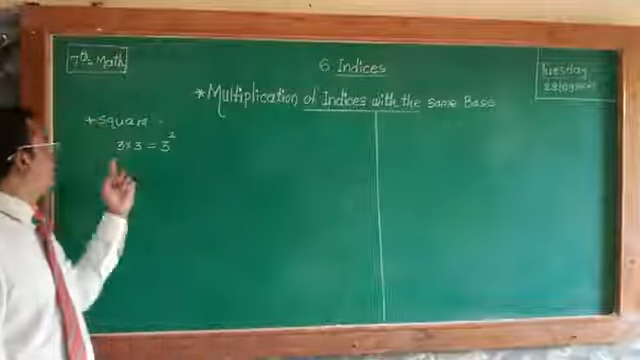 7th Math
6. Indices
Tuesday
* Multiplication of Indices with the same Base
* Square -
3×3 = 3²